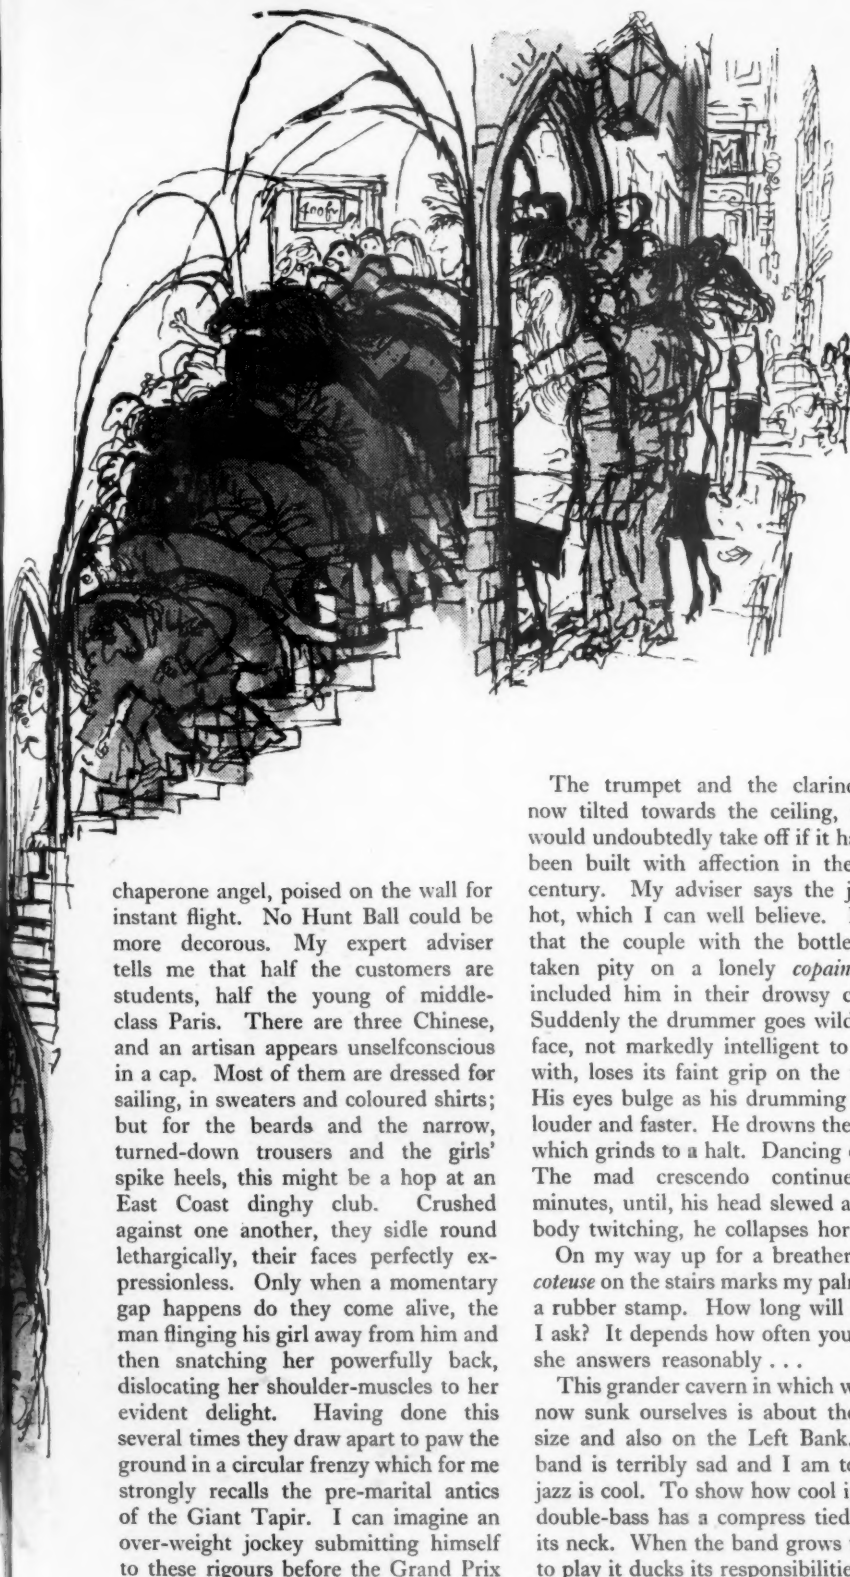 400fr
M
chaperone angel, poised on the wall for
instant flight. No Hunt Ball could be
more decorous. My expert adviser
tells me that half the customers are
students, half the young of middle-
class Paris. There are three Chinese,
and an artisan appears unselfconscious
in a cap. Most of them are dressed for
sailing, in sweaters and coloured shirts;
but for the beards and the narrow,
turned-down trousers and the girls'
spike heels, this might be a hop at an
East Coast dinghy club. Crushed
against one another, they sidle round
lethargically, their faces perfectly ex-
pressionless. Only when a momentary
gap happens do they come alive, the
man flinging his girl away from him and
then snatching her powerfully back,
dislocating her shoulder-muscles to her
evident delight. Having done this
several times they draw apart to paw the
ground in a circular frenzy which for me
strongly recalls the pre-marital antics
of the Giant Tapir. I can imagine an
over-weight jockey submitting himself
to these rigours before the Grand Prix
The trumpet and the
now tilted towards the ceiling,
would undoubtedly take off if it
been built with affection in
century. My adviser says the
hot, which I can well believe.
that the couple with the
taken pity on a lonely
included him in their drowsy
Suddenly the drummer goes
face, not markedly intelligent to
with, loses its faint grip on the
His eyes bulge as his drumming
louder and faster. He drowns
which grinds to a halt. Dancing
The mad crescendo
minutes, until, his head slewed
body twitching, he collapses
On my way up for a breather
coteuse on the stairs marks my
a rubber stamp. How long will
I ask? It depends how often you
she answers reasonably . . .
This grander cavern in which
now sunk ourselves is about
size and also on the Left Bank.
band is terribly sad and I am
jazz is cool. To show how cool
double-bass has a compress tied
its neck. When the band grows
to play it ducks its responsibilities